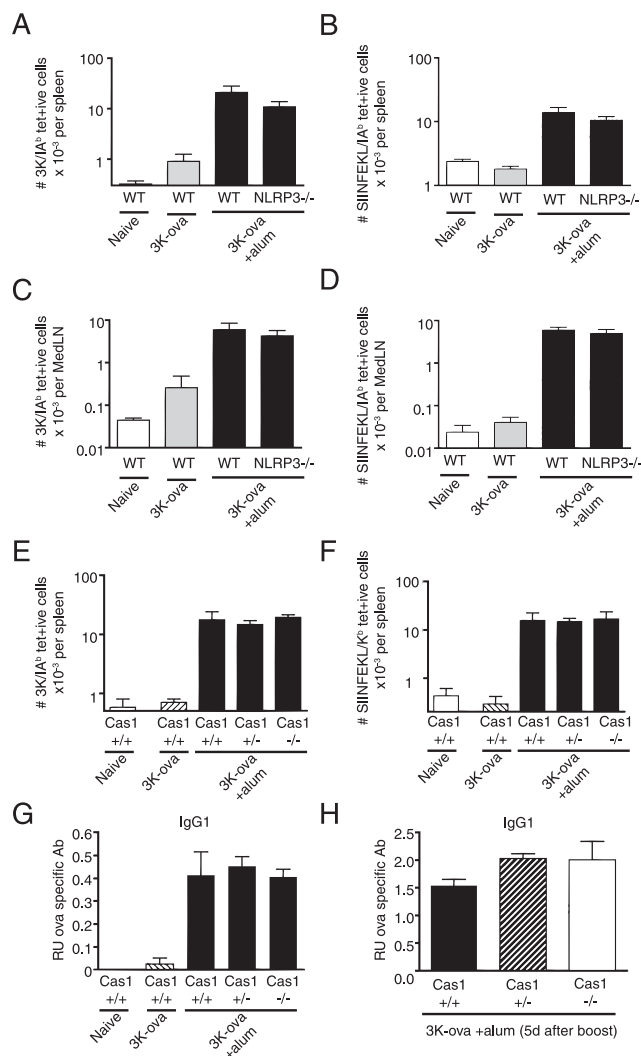 A
# 3K/IAb tet+ive cells
x 10-3 per spleen
100
10
1
WT WT WT NLRP3-/-
Naive
3K-ova
3K-ova
+alum
B
# SIINFEKL/IAb tet+ive cells
x 10-3 per spleen
100
10
1
WT WT WT NLRP3-/-
Naive
3K-ova
3K-ova
+alum
C
# 3K/IAb tet+ive cells
x 10-3 per MedLN
10
1
0.1
0.01
WT WT WT NLRP3-/-
Naive
3K-ova
3K-ova
+alum
D
# SIINFEKL/IAb tet+ive cells
x 10-3 per MedLN
10
1
0.1
0.01
WT WT WT NLRP3-/-
Naive
3K-ova
3K-ova
+alum
E
# 3K/IAb tet+ive cells
x10-3 per spleen
100
10
1
Cas1 Cas1 Cas1 Cas1 Cas1
+/+ +/+ +/+ +/- -/-
Naive
3K-ova
3K-ova
+alum
F
# SIINFEKL/Kb tet+ive cells
x10-3 per spleen
100
10
1
Cas1 Cas1 Cas1 Cas1 Cas1
+/+ +/+ +/+ +/- -/-
Naive
3K-ova
3K-ova
+alum
G
IgG1
RU ova specific Ab
0.6
0.5
0.4
0.3
0.2
0.1
0
Cas1 Cas1 Cas1 Cas1 Cas1
+/+ +/+ +/+ +/- -/-
Naive
3K-ova
3K-ova
+alum
H
IgG1
RU ova specific Ab
2.5
2.0
1.5
1.0
0.5
0.0
Cas1 Cas1 Cas1
+/+ +/- -/-
3K-ova +alum (5d after boost)